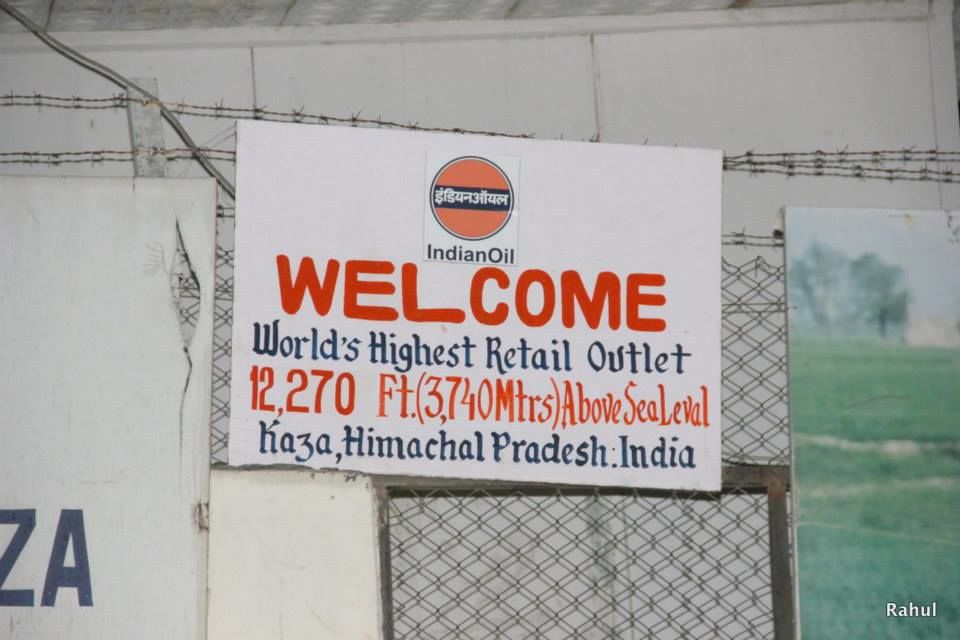 इंडियनऑयल
IndianOil
WELCOME
World's Highest Retail Outlet
12,270 Ft.(3,740Mtrs)Above Sea Leval
Kaza, Himachal Pradesh:India
ZA
Rahul